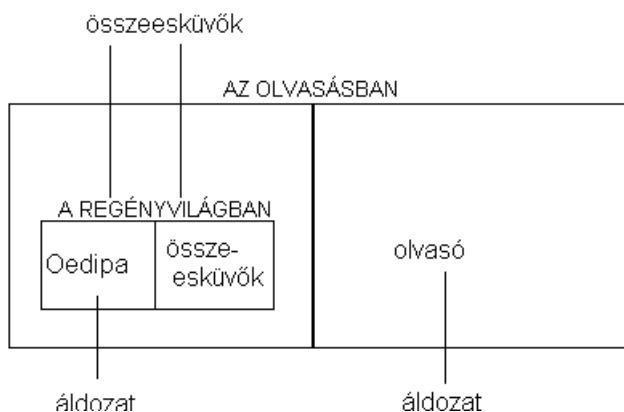 összeesküvők
AZ OLVASÁSBAN
A REGÉNYVILÁGBAN
Oedipa
össze-
esküvők
olvasó
áldozat
áldozat